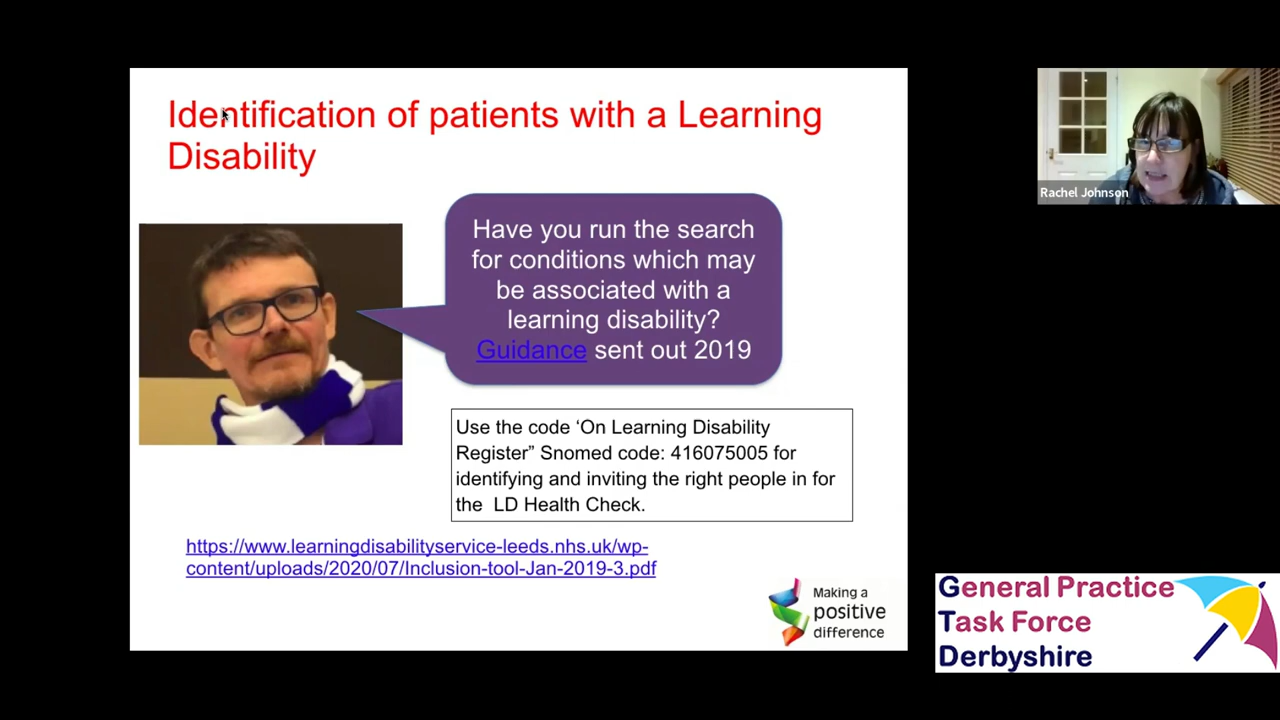 Identification of patients with a Learning
Disability
Have you run the search
for conditions which may
be associated with a
learning disability?
Guidance sent out 2019
Use the code ‘On Learning Disability
Register” Snomed code: 416075005 for
identifying and inviting the right people in for
the  LD Health Check.
https://www.learningdisabilityservice-leeds.nhs.uk/wp-
content/uploads/2020/07/Inclusion-tool-Jan-2019-3.pdf
Making a
positive
difference
Rachel Johnson
General Practice
Task Force
Derbyshire